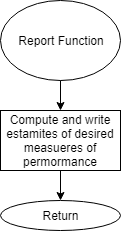 Report Function
Compute and write
estamites of desired
measueres of
permormance
Return